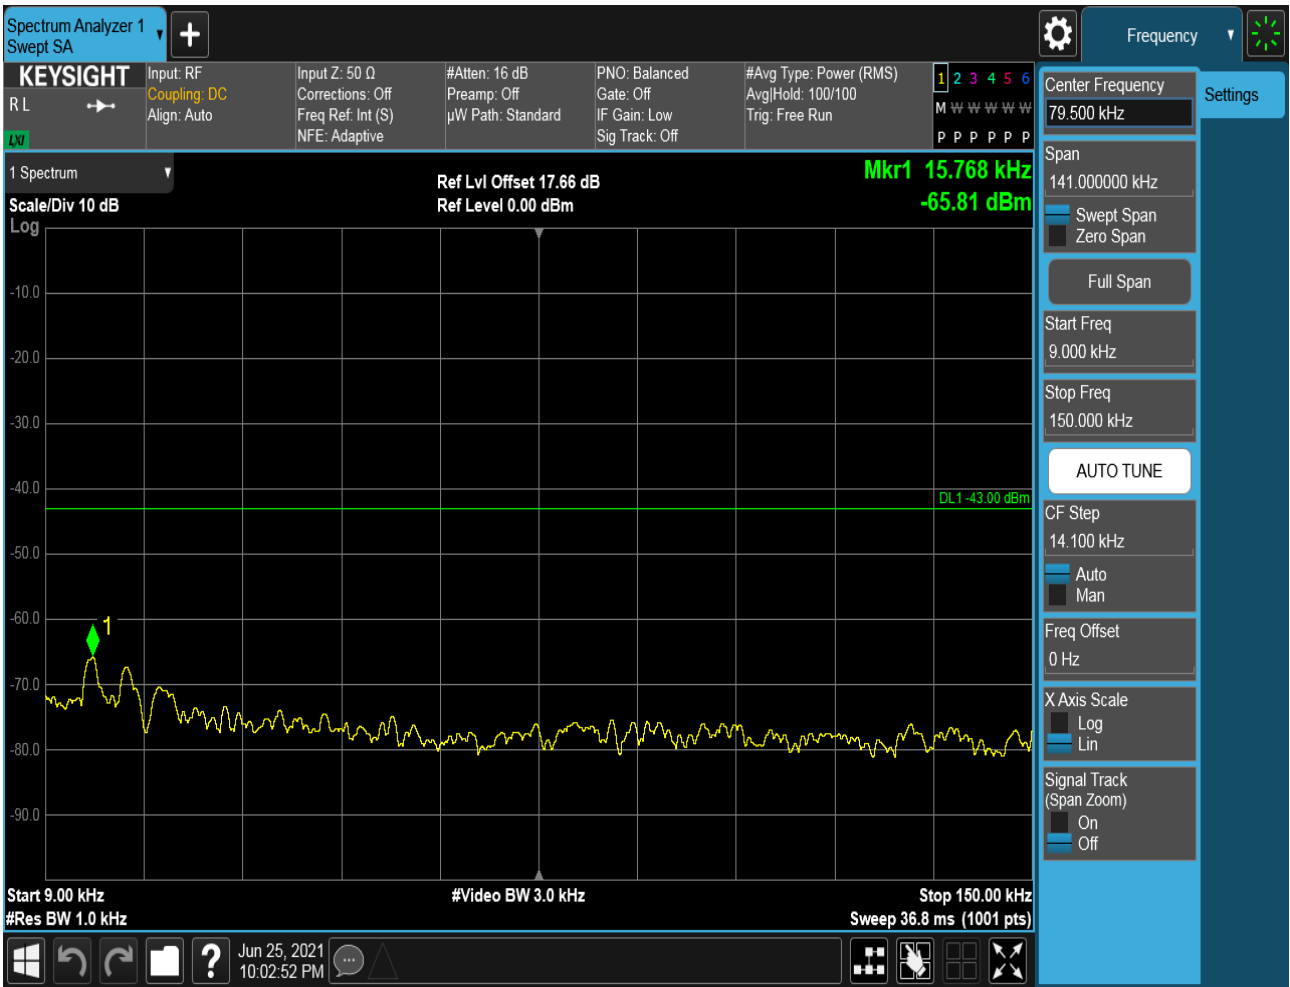 Spectrum Analyzer 1
Swept SA
Frequency
KEYSIGHT
R L
LXI
Input: RF
Coupling: DC
Align: Auto
Input Z: 50 Ω
Corrections: Off
Freq Ref: Int (S)
NFE: Adaptive
#Atten: 16 dB
Preamp: Off
µW Path: Standard
PNO: Balanced
Gate: Off
IF Gain: Low
Sig Track: Off
#Avg Type: Power (RMS)
Avg|Hold: 100/100
Trig: Free Run
1 2 3 4 5 6
M W W W W W
P P P P P P
1 Spectrum
Scale/Div 10 dB
Log
Ref Lvl Offset 17.66 dB
Ref Level 0.00 dBm
Mkr1 15.768 kHz
-65.81 dBm
-10.0
-20.0
-30.0
-40.0
DL1 -43.00 dBm
-50.0
-60.0
1
-70.0
-80.0
-90.0
Start 9.00 kHz
#Res BW 1.0 kHz
#Video BW 3.0 kHz
Stop 150.00 kHz
Sweep 36.8 ms (1001 pts)
Jun 25, 2021
10:02:52 PM
Settings
Center Frequency
79.500 kHz
Span
141.000000 kHz
Swept Span
Zero Span
Full Span
Start Freq
9.000 kHz
Stop Freq
150.000 kHz
AUTO TUNE
CF Step
14.100 kHz
Auto
Man
Freq Offset
0 Hz
X Axis Scale
Log
Lin
Signal Track
(Span Zoom)
On
Off